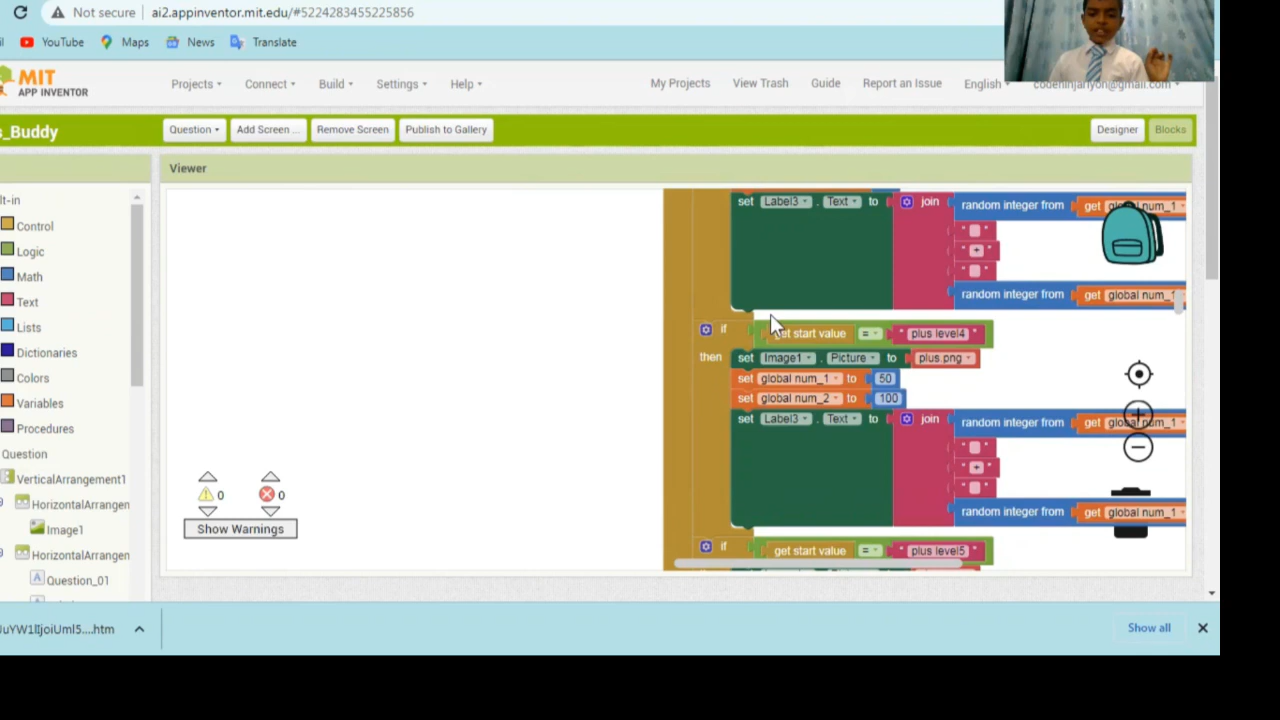 Not secure ai2.appinventor.mit.edu/#5224283455225856
YouTube Maps News Translate
MIT
APP INVENTOR
Projects Connect Build Settings Help My Projects View Trash Guide Report an Issue English
s_Buddy Question Add Screen ... Remove Screen Publish to Gallery Designer Blocks
Viewer
lt-in
Control
Logic
Math
Text
Lists
Dictionaries
Colors
Variables
Procedures
Question
VerticalArrangement1
HorizontalArrangen
Image1
HorizontalArrangen
Question_01
set Label3 . Text to join random integer from get global num_1
" "
" + "
" "
random integer from get global num_1
if get start value = " plus level4 "
then set Image1 . Picture to plus.png
set global num_1 to 50
set global num_2 to 100
set Label3 . Text to join random integer from get global num_1
" "
" + "
" "
random integer from get global num_1
if get start value = " plus level5 "
0 0
Show Warnings
Show all